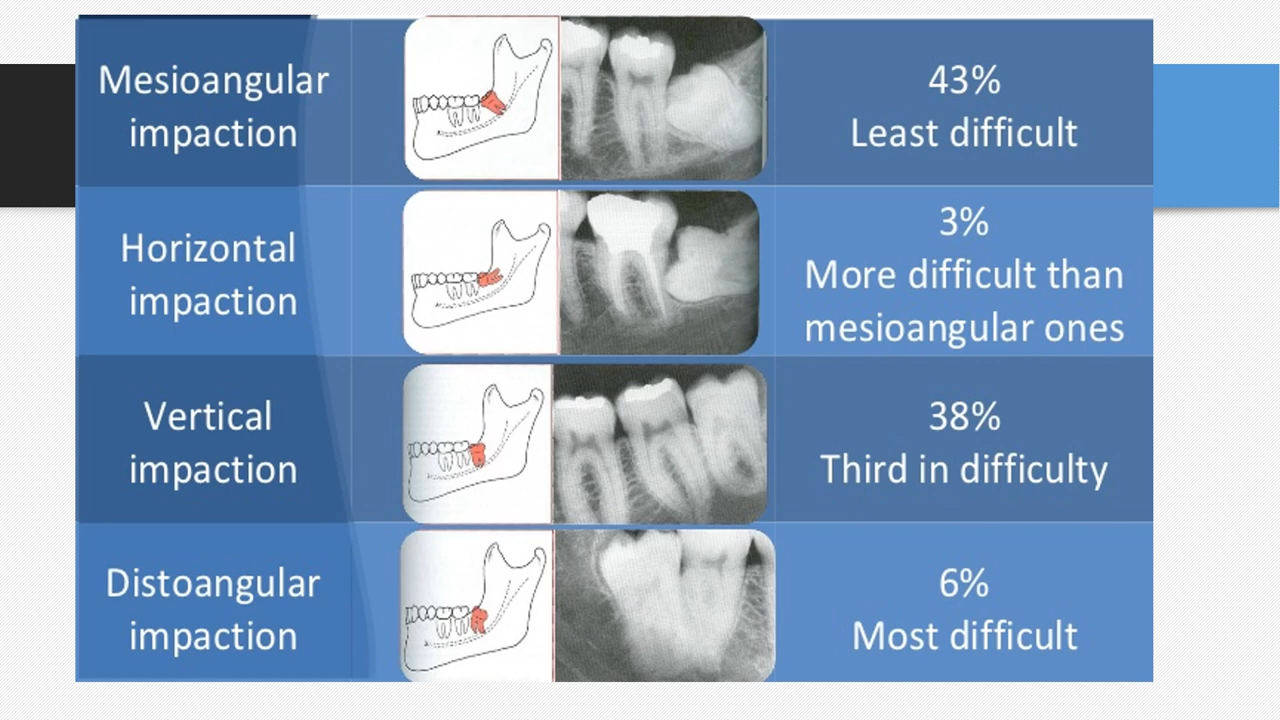 Mesioangular
impaction
43%
Least difficult
Horizontal
impaction
3%
More difficult than
mesioangular ones
Vertical
impaction
38%
Third in difficulty
Distoangular
impaction
6%
Most difficult